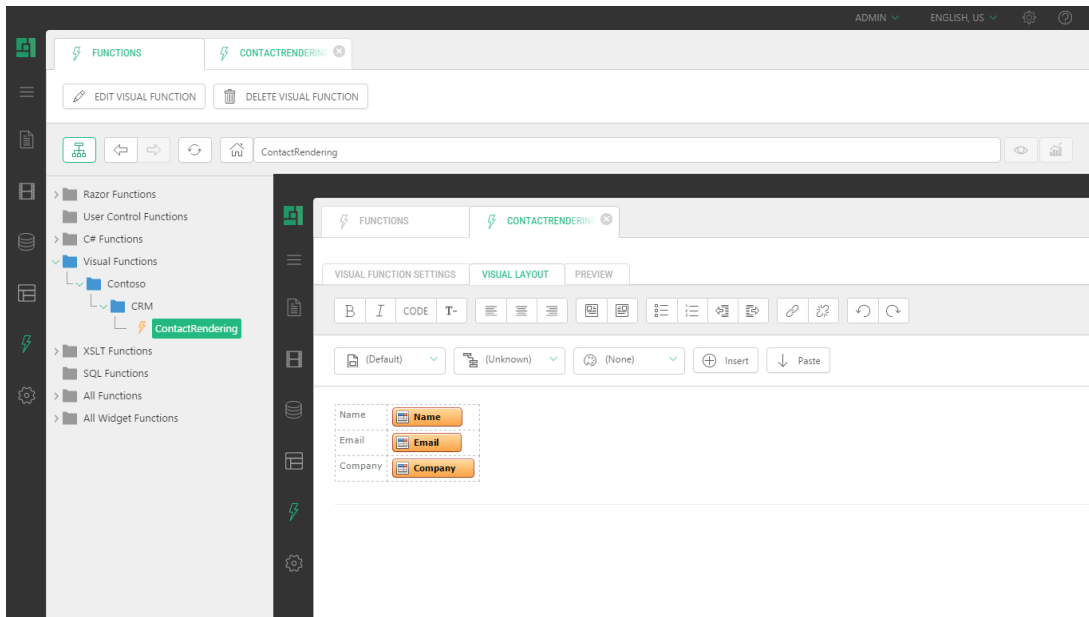 ADMIN ENGLISH, US
FUNCTIONS CONTACTRENDERING
EDIT VISUAL FUNCTION DELETE VISUAL FUNCTION
ContactRendering
Razor Functions
User Control Functions
C# Functions
Visual Functions
Contoso
CRM
ContactRendering
XSLT Functions
SQL Functions
All Functions
All Widget Functions
FUNCTIONS CONTACTRENDERING
VISUAL FUNCTION SETTINGS VISUAL LAYOUT PREVIEW
B I CODE T-
(Default) (Unknown) (None) Insert Paste
Name Name
Email Email
Company Company